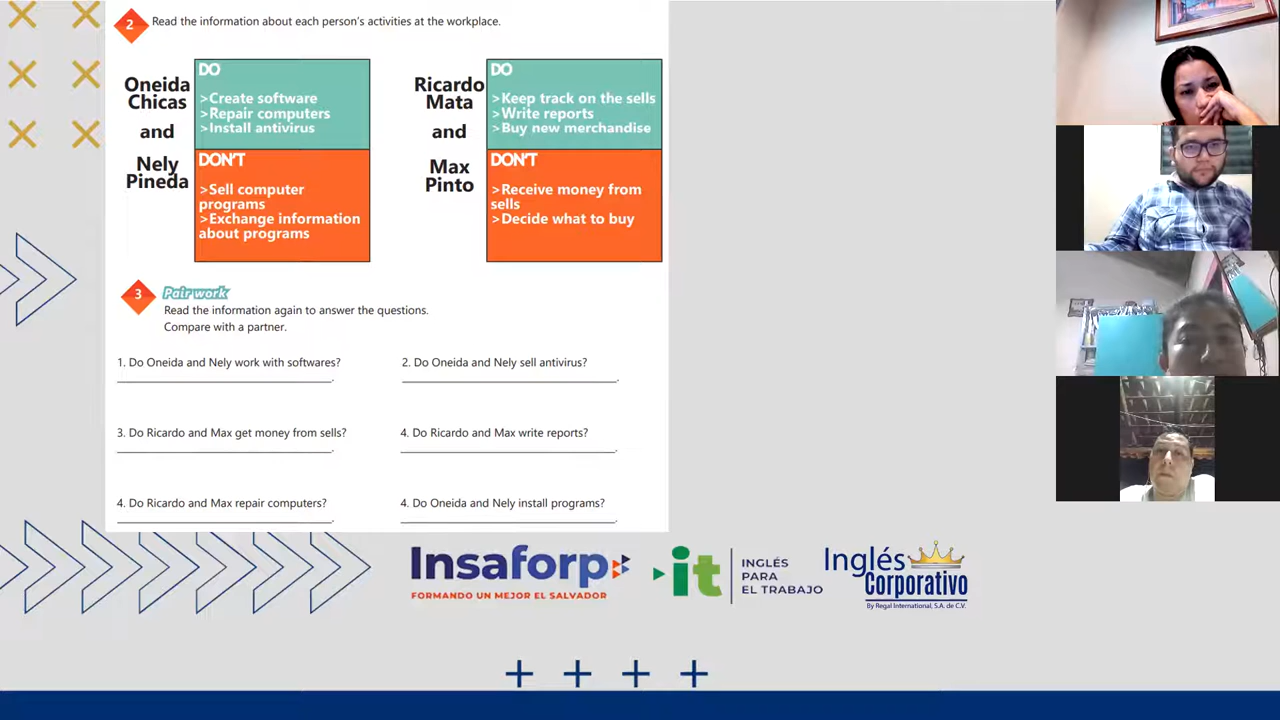 2 Read the information about each person's activities at the workplace.
Oneida
Chicas
and
Nely
Pineda
DO
>Create software
>Repair computers
>Install antivirus
DON'T
>Sell computer
programs
>Exchange information
about programs
Ricardo
Mata
and
Max
Pinto
DO
>Keep track on the sells
>Write reports
>Buy new merchandise
DON'T
>Receive money from
sells
>Decide what to buy
3 Pair work
Read the information again to answer the questions.
Compare with a partner.
1. Do Oneida and Nely work with softwares?
2. Do Oneida and Nely sell antivirus?
3. Do Ricardo and Max get money from sells?
4. Do Ricardo and Max write reports?
4. Do Ricardo and Max repair computers?
4. Do Oneida and Nely install programs?
Insaforp
FORMANDO UN MEJOR EL SALVADOR
it
INGLÉS
PARA
EL TRABAJO
Inglés
Corporativo
By Regal International, S.A. de C.V.